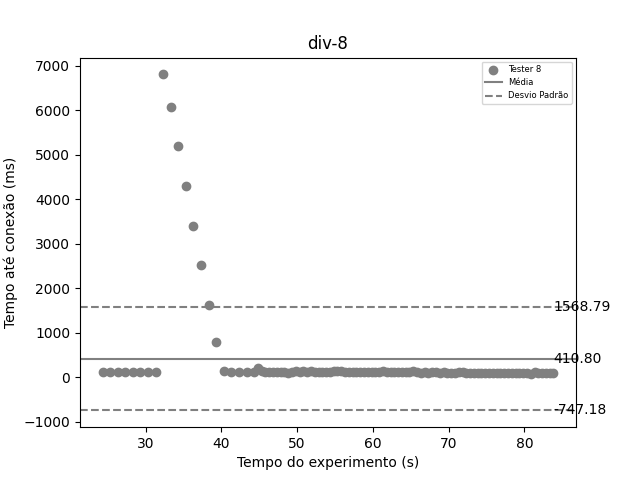 div-8
Tester 8
Média
Desvio Padrão
7000
6000
5000
4000
3000
2000
1000
0
−1000
Tempo até conexão (ms)
1568.79
410.80
-747.18
30 40 50 60 70 80
Tempo do experimento (s)